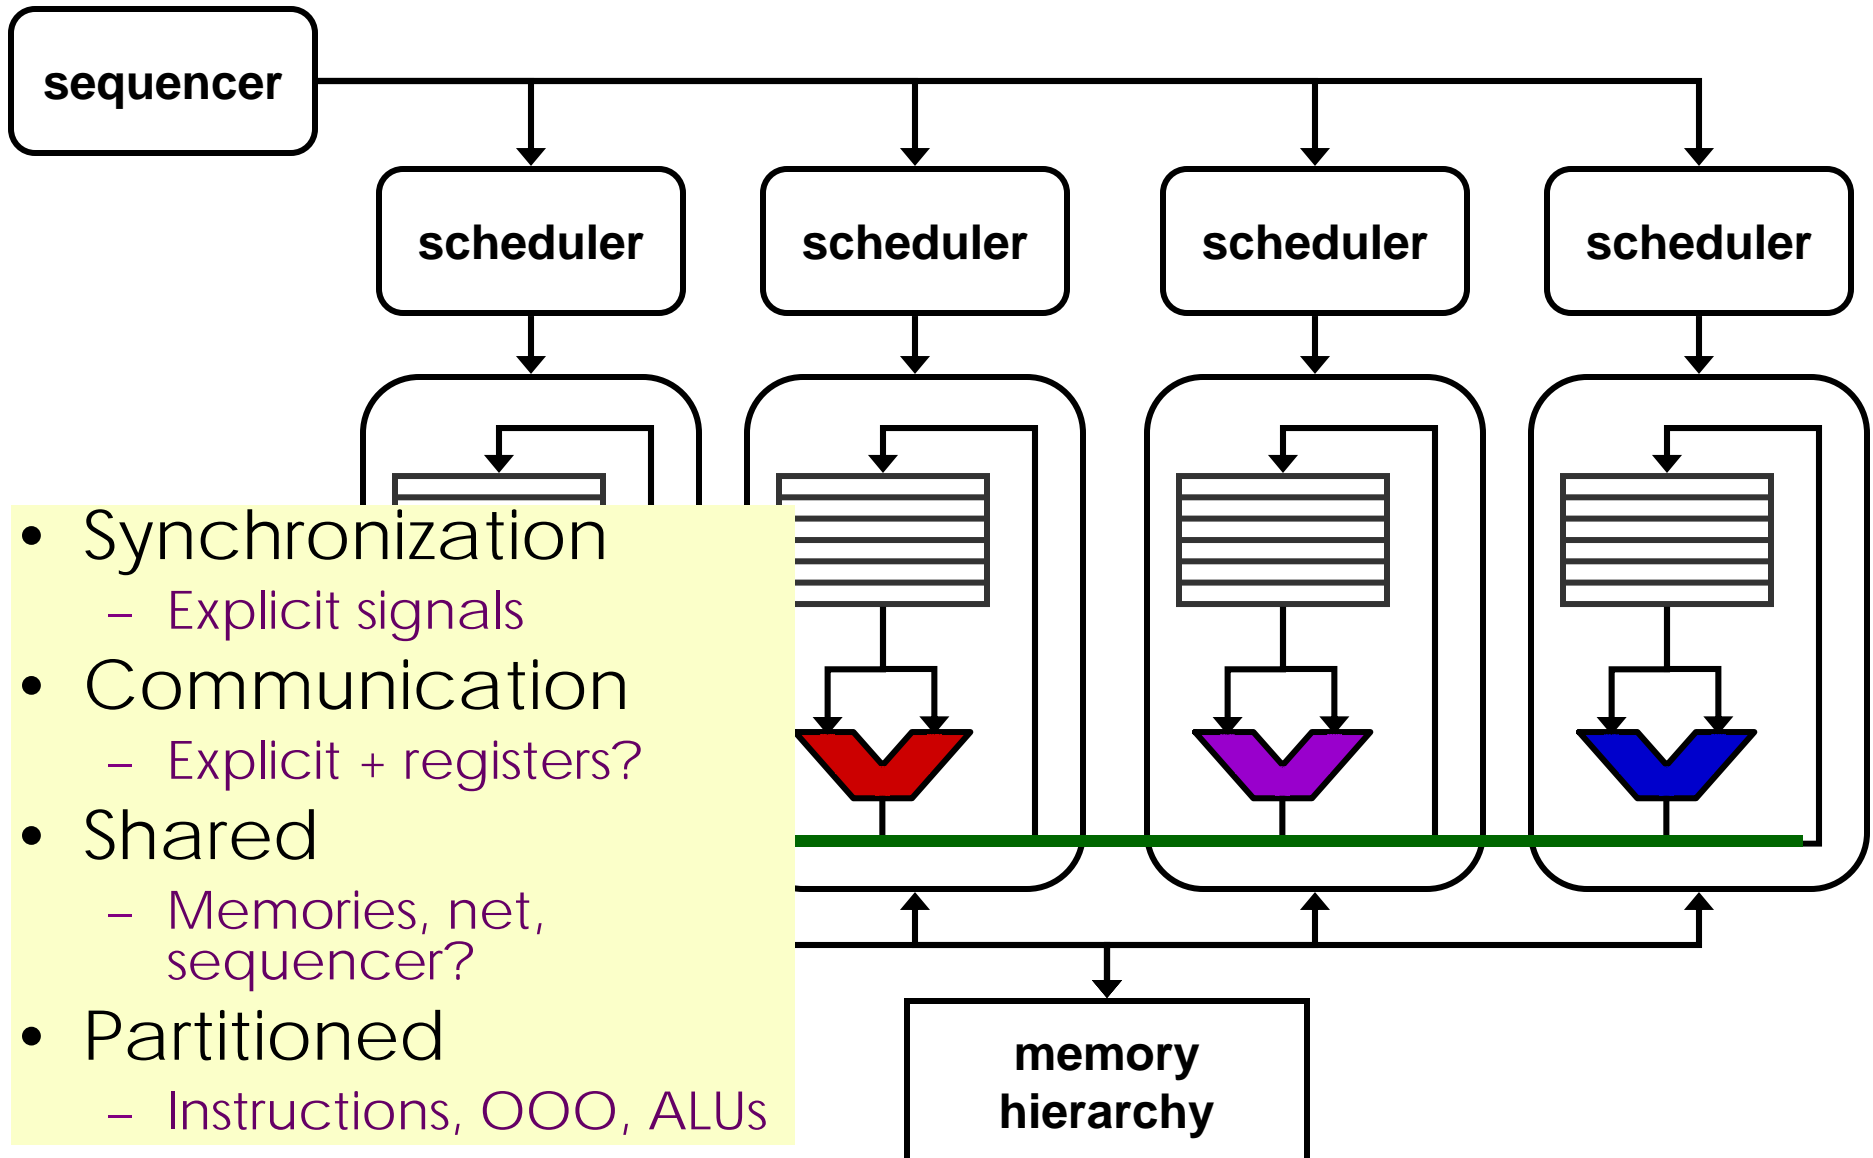 sequencer
scheduler scheduler scheduler scheduler
• Synchronization
– Explicit signals
• Communication
– Explicit + registers?
• Shared
– Memories, net,
sequencer?
• Partitioned
– Instructions, OOO, ALUs
memory
hierarchy